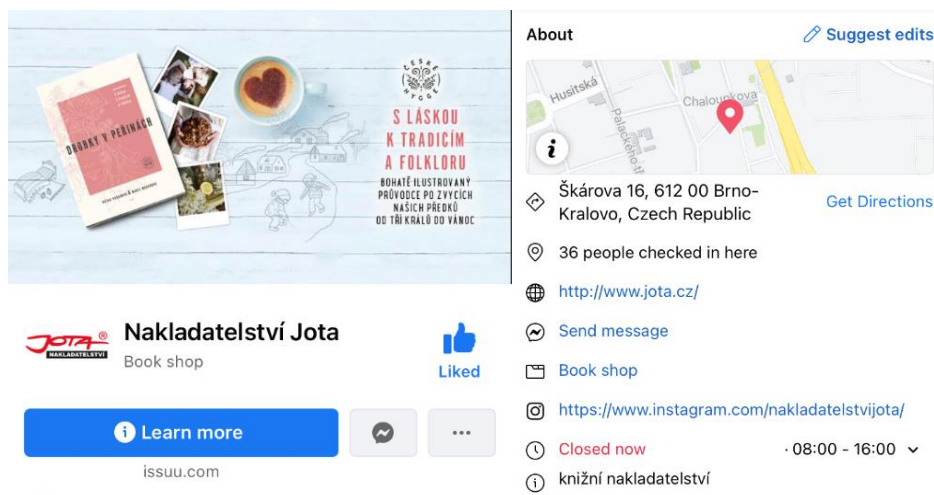 DROBKY V PEŘINÁCH
ČESKÉ
HYGGE
S LÁSKOU
K TRADICÍM
A FOLKLORU
BOHATĚ ILUSTROVANÝ
PRŮVODCE PO ZVYCÍCH
NAŠICH PŘEDKŮ
OD TŘÍ KRÁLŮ DO VÁNOC
JOTA®
NAKLADATELSTVÍ
Nakladatelství Jota
Book shop
Liked
Learn more
issuu.com
About
Suggest edits
Husitská
Palackého tř
Chaloupkova
Škárova 16, 612 00 Brno-
Kralovo, Czech Republic
Get Directions
36 people checked in here
http://www.jota.cz/
Send message
Book shop
https://www.instagram.com/nakladatelstvijota/
Closed now · 08:00 - 16:00
knižní nakladatelství